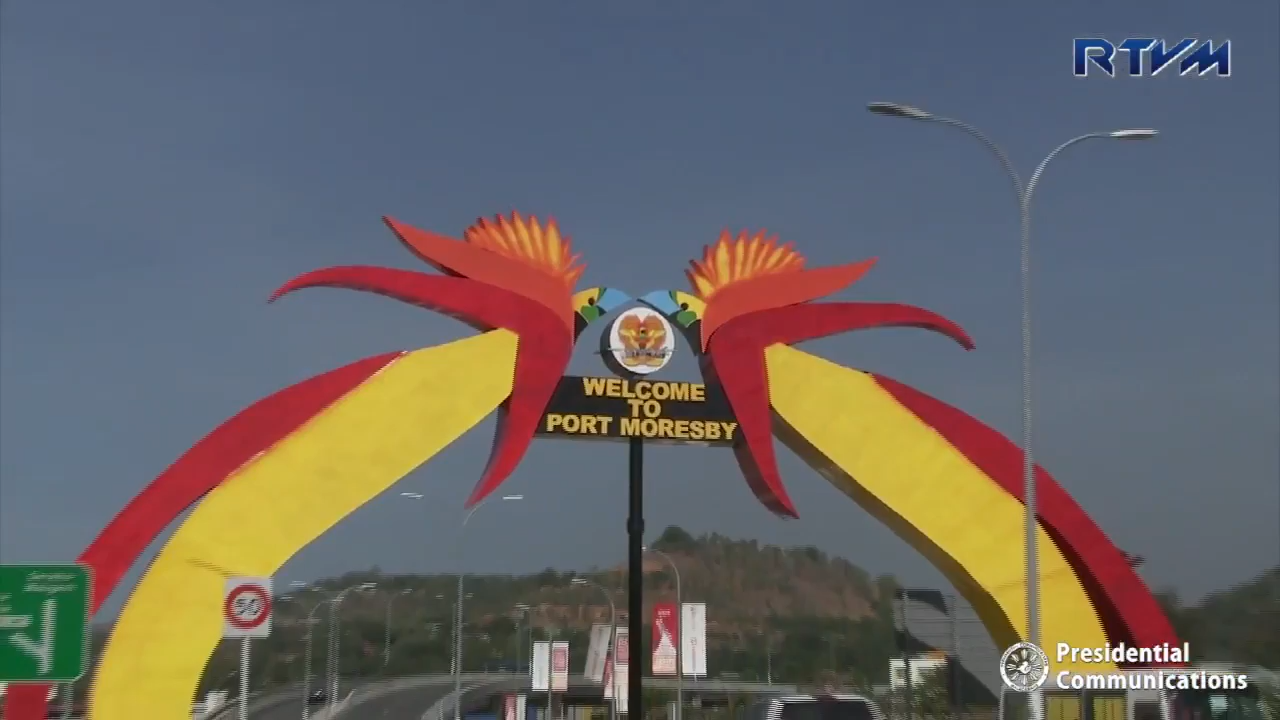 RTVM
WELCOME
TO
PORT MORESBY
50
Presidential
Communications